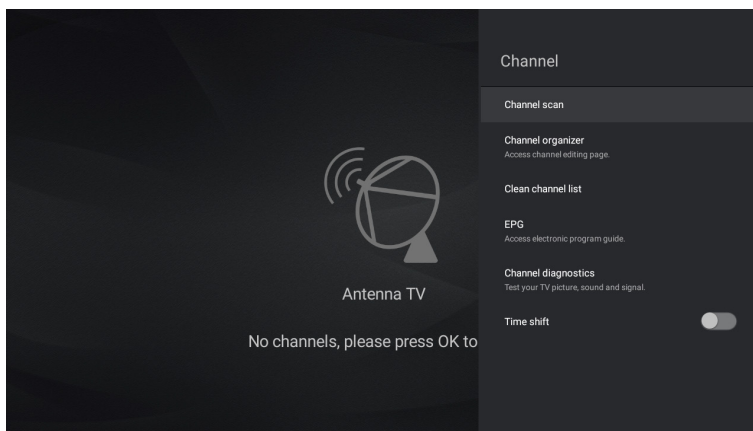 Antenna TV
No channels, please press OK to
Channel
Channel scan
Channel organizer
Access channel editing page.
Clean channel list
EPG
Access electronic program guide.
Channel diagnostics
Test your TV picture, sound and signal.
Time shift